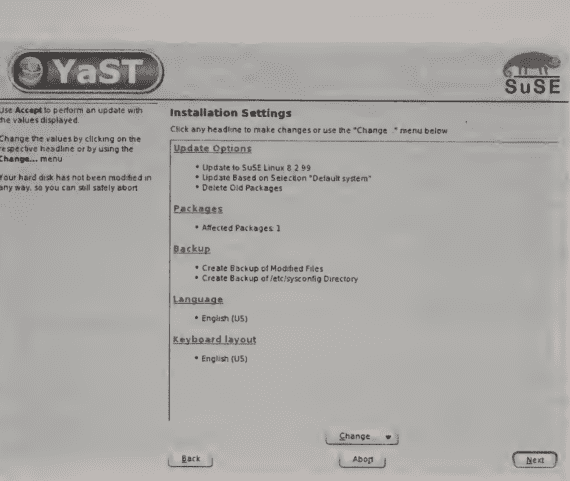 YaST
SuSE
Use Accept to perform an update with
the values displayed.
Change the values by clicking on the
respective headline or by using the
Change... menu
Your hard disk has not been modified in
any way, so you can still safely abort
Installation Settings
Click any headline to make changes or use the "Change..." menu below
Update Options
• Update to SuSE Linux 8.2.99
• Update Based on Selection "Default system"
• Delete Old Packages
Packages
• Affected Packages: 1
Backup
• Create Backup of Modified Files
• Create Backup of /etc/sysconfig Directory
Language
• English (US)
Keyboard layout
• English (US)
Change...
Back
Abort
Next